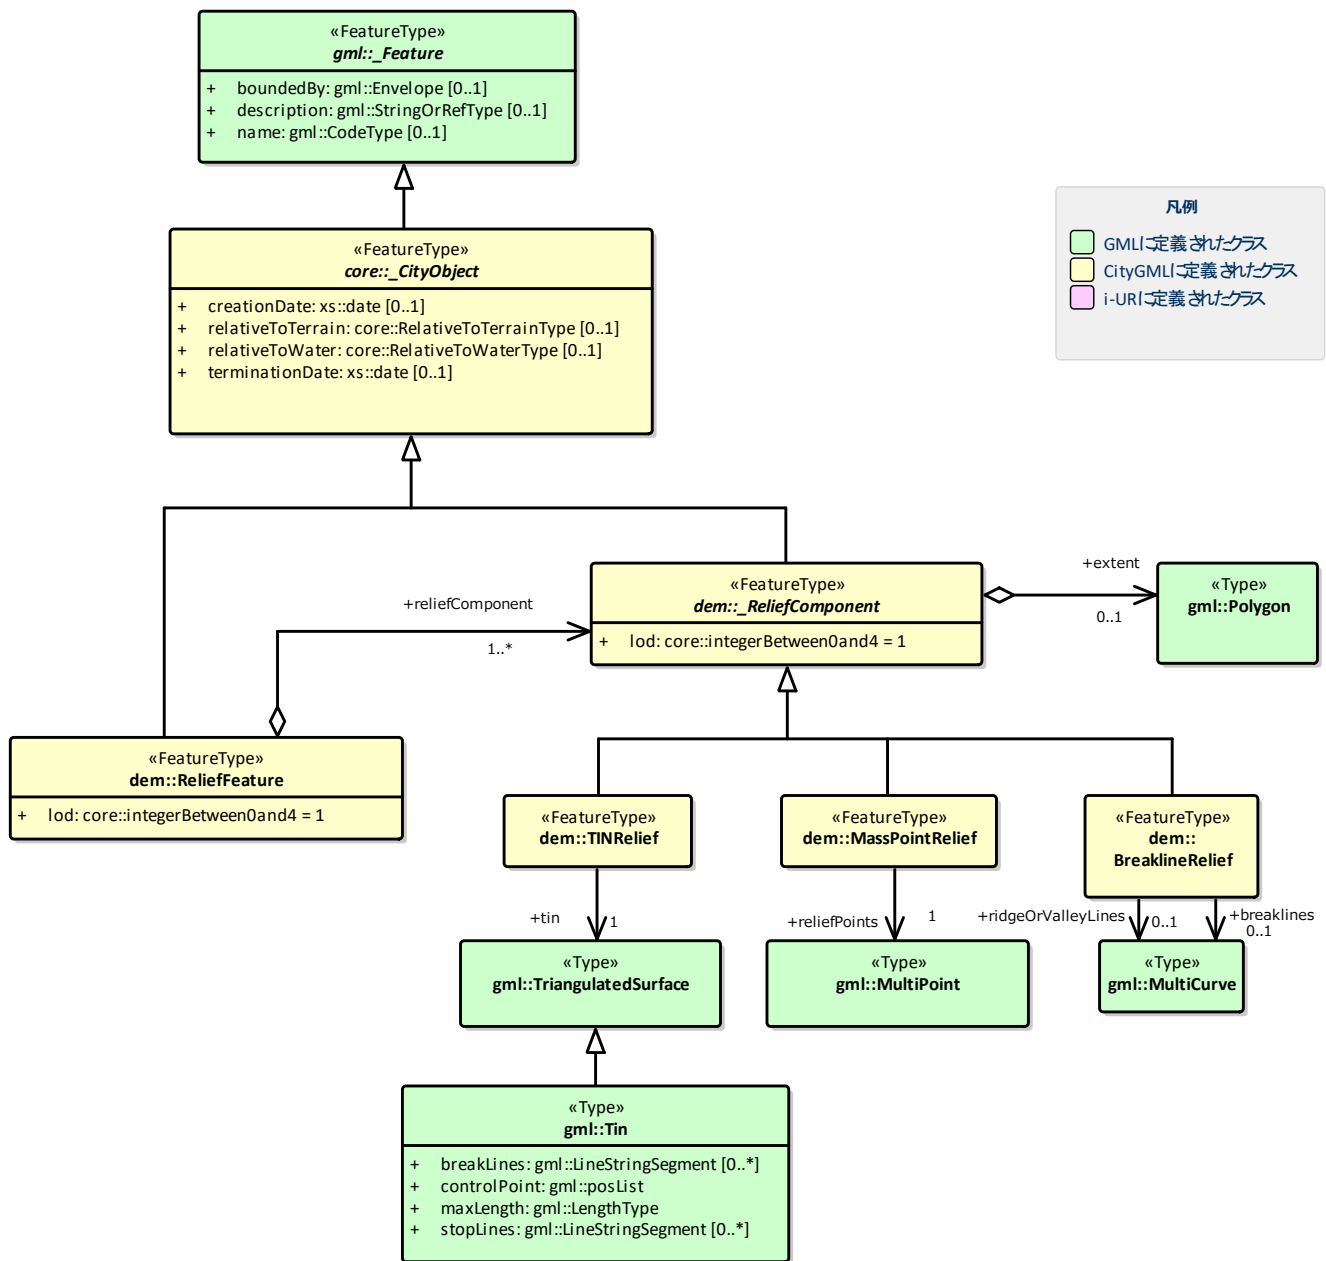 «FeatureType»
gml::_Feature
+ boundedBy: gml::Envelope [0..1]
+ description: gml::StringOrRefType [0..1]
+ name: gml::CodeType [0..1]
«FeatureType»
core::_CityObject
+ creationDate: xs::date [0..1]
+ relativeToTerrain: core::RelativeToTerrainType [0..1]
+ relativeToWater: core::RelativeToWaterType [0..1]
+ terminationDate: xs::date [0..1]
凡例
GMLに定義されたクラス
CityGMLに定義されたクラス
i-URに定義されたクラス
+reliefComponent
1..*
«FeatureType»
dem::_ReliefComponent
+ lod: core::integerBetween0and4 = 1
+extent
0..1
«Type»
gml::Polygon
«FeatureType»
dem::ReliefFeature
+ lod: core::integerBetween0and4 = 1
«FeatureType»
dem::TINRelief
«FeatureType»
dem::MassPointRelief
«FeatureType»
dem::
BreaklineRelief
+tin
1
+reliefPoints
1
+ridgeOrValleyLines
0..1
+breaklines
0..1
«Type»
gml::TriangulatedSurface
«Type»
gml::MultiPoint
«Type»
gml::MultiCurve
«Type»
gml::Tin
+ breakLines: gml::LineStringSegment [0..*]
+ controlPoint: gml::posList
+ maxLength: gml::LengthType
+ stopLines: gml::LineStringSegment [0..*]